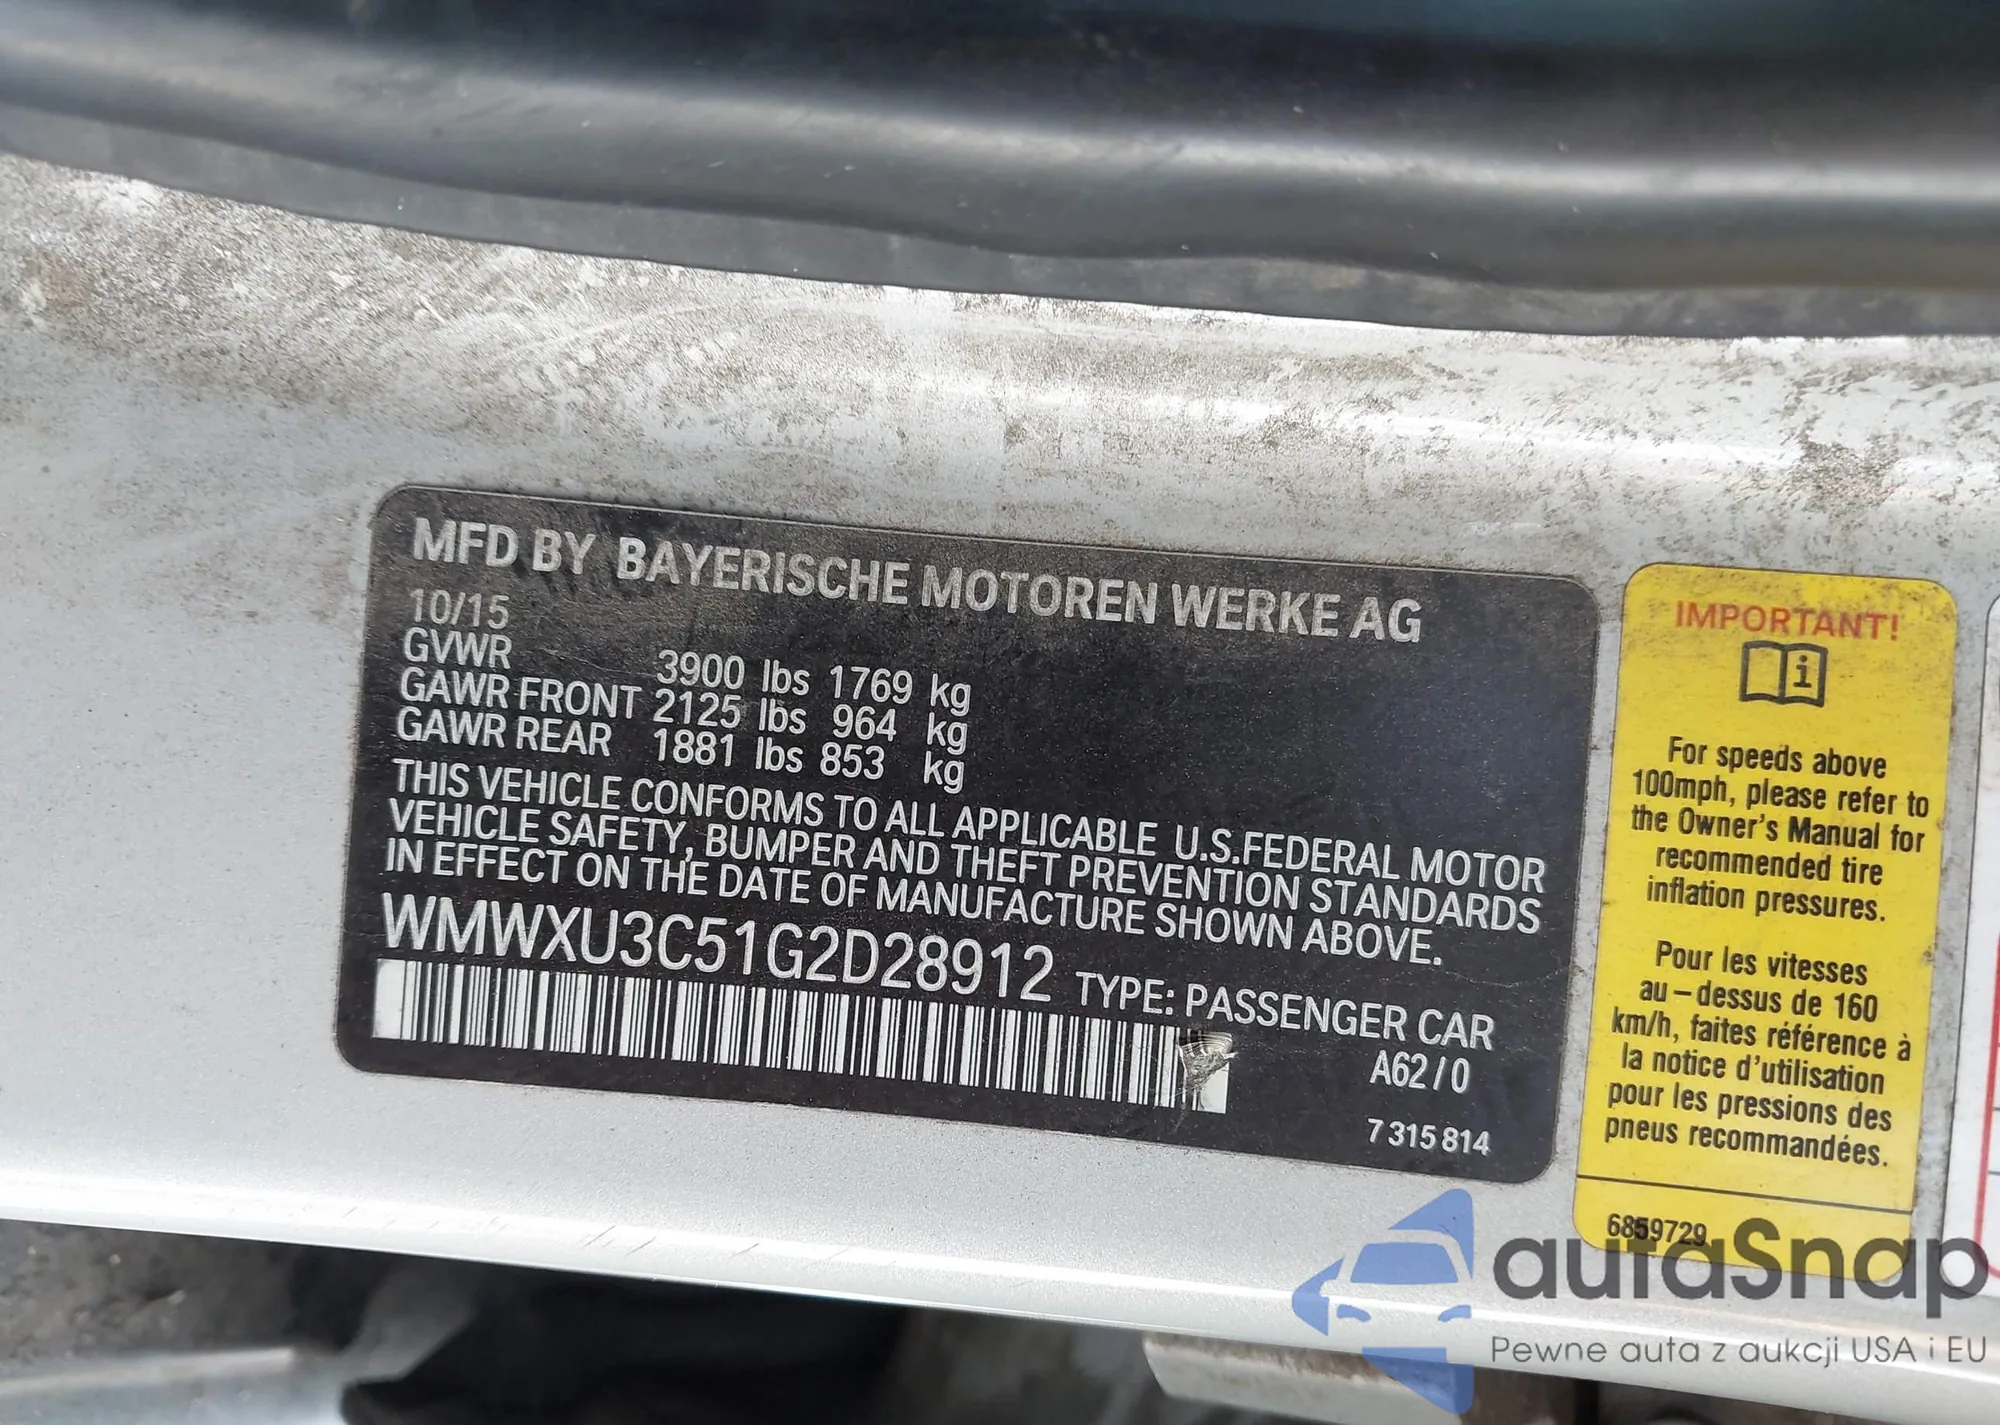 MFD BY BAYERISCHE MOTOREN WERKE AG
10/15
GVWR 3900 lbs 1769 kg
GAWR FRONT 2125 lbs 964 kg
GAWR REAR 1881 lbs 853 kg
THIS VEHICLE CONFORMS TO ALL APPLICABLE U.S.FEDERAL MOTOR
VEHICLE SAFETY, BUMPER AND THEFT PREVENTION STANDARDS
IN EFFECT ON THE DATE OF MANUFACTURE SHOWN ABOVE.
WMWXU3C51G2D28912 TYPE: PASSENGER CAR
A62/0
7 315 814
IMPORTANT!
For speeds above
100mph, please refer to
the Owner's Manual for
recommended tire
inflation pressures.
Pour les vitesses
au-dessus de 160
km/h, faites référence à
la notice d'utilisation
pour les pressions des
pneus recommandées.
6859729
autaSnap
Pewne auta z aukcji USA i EU